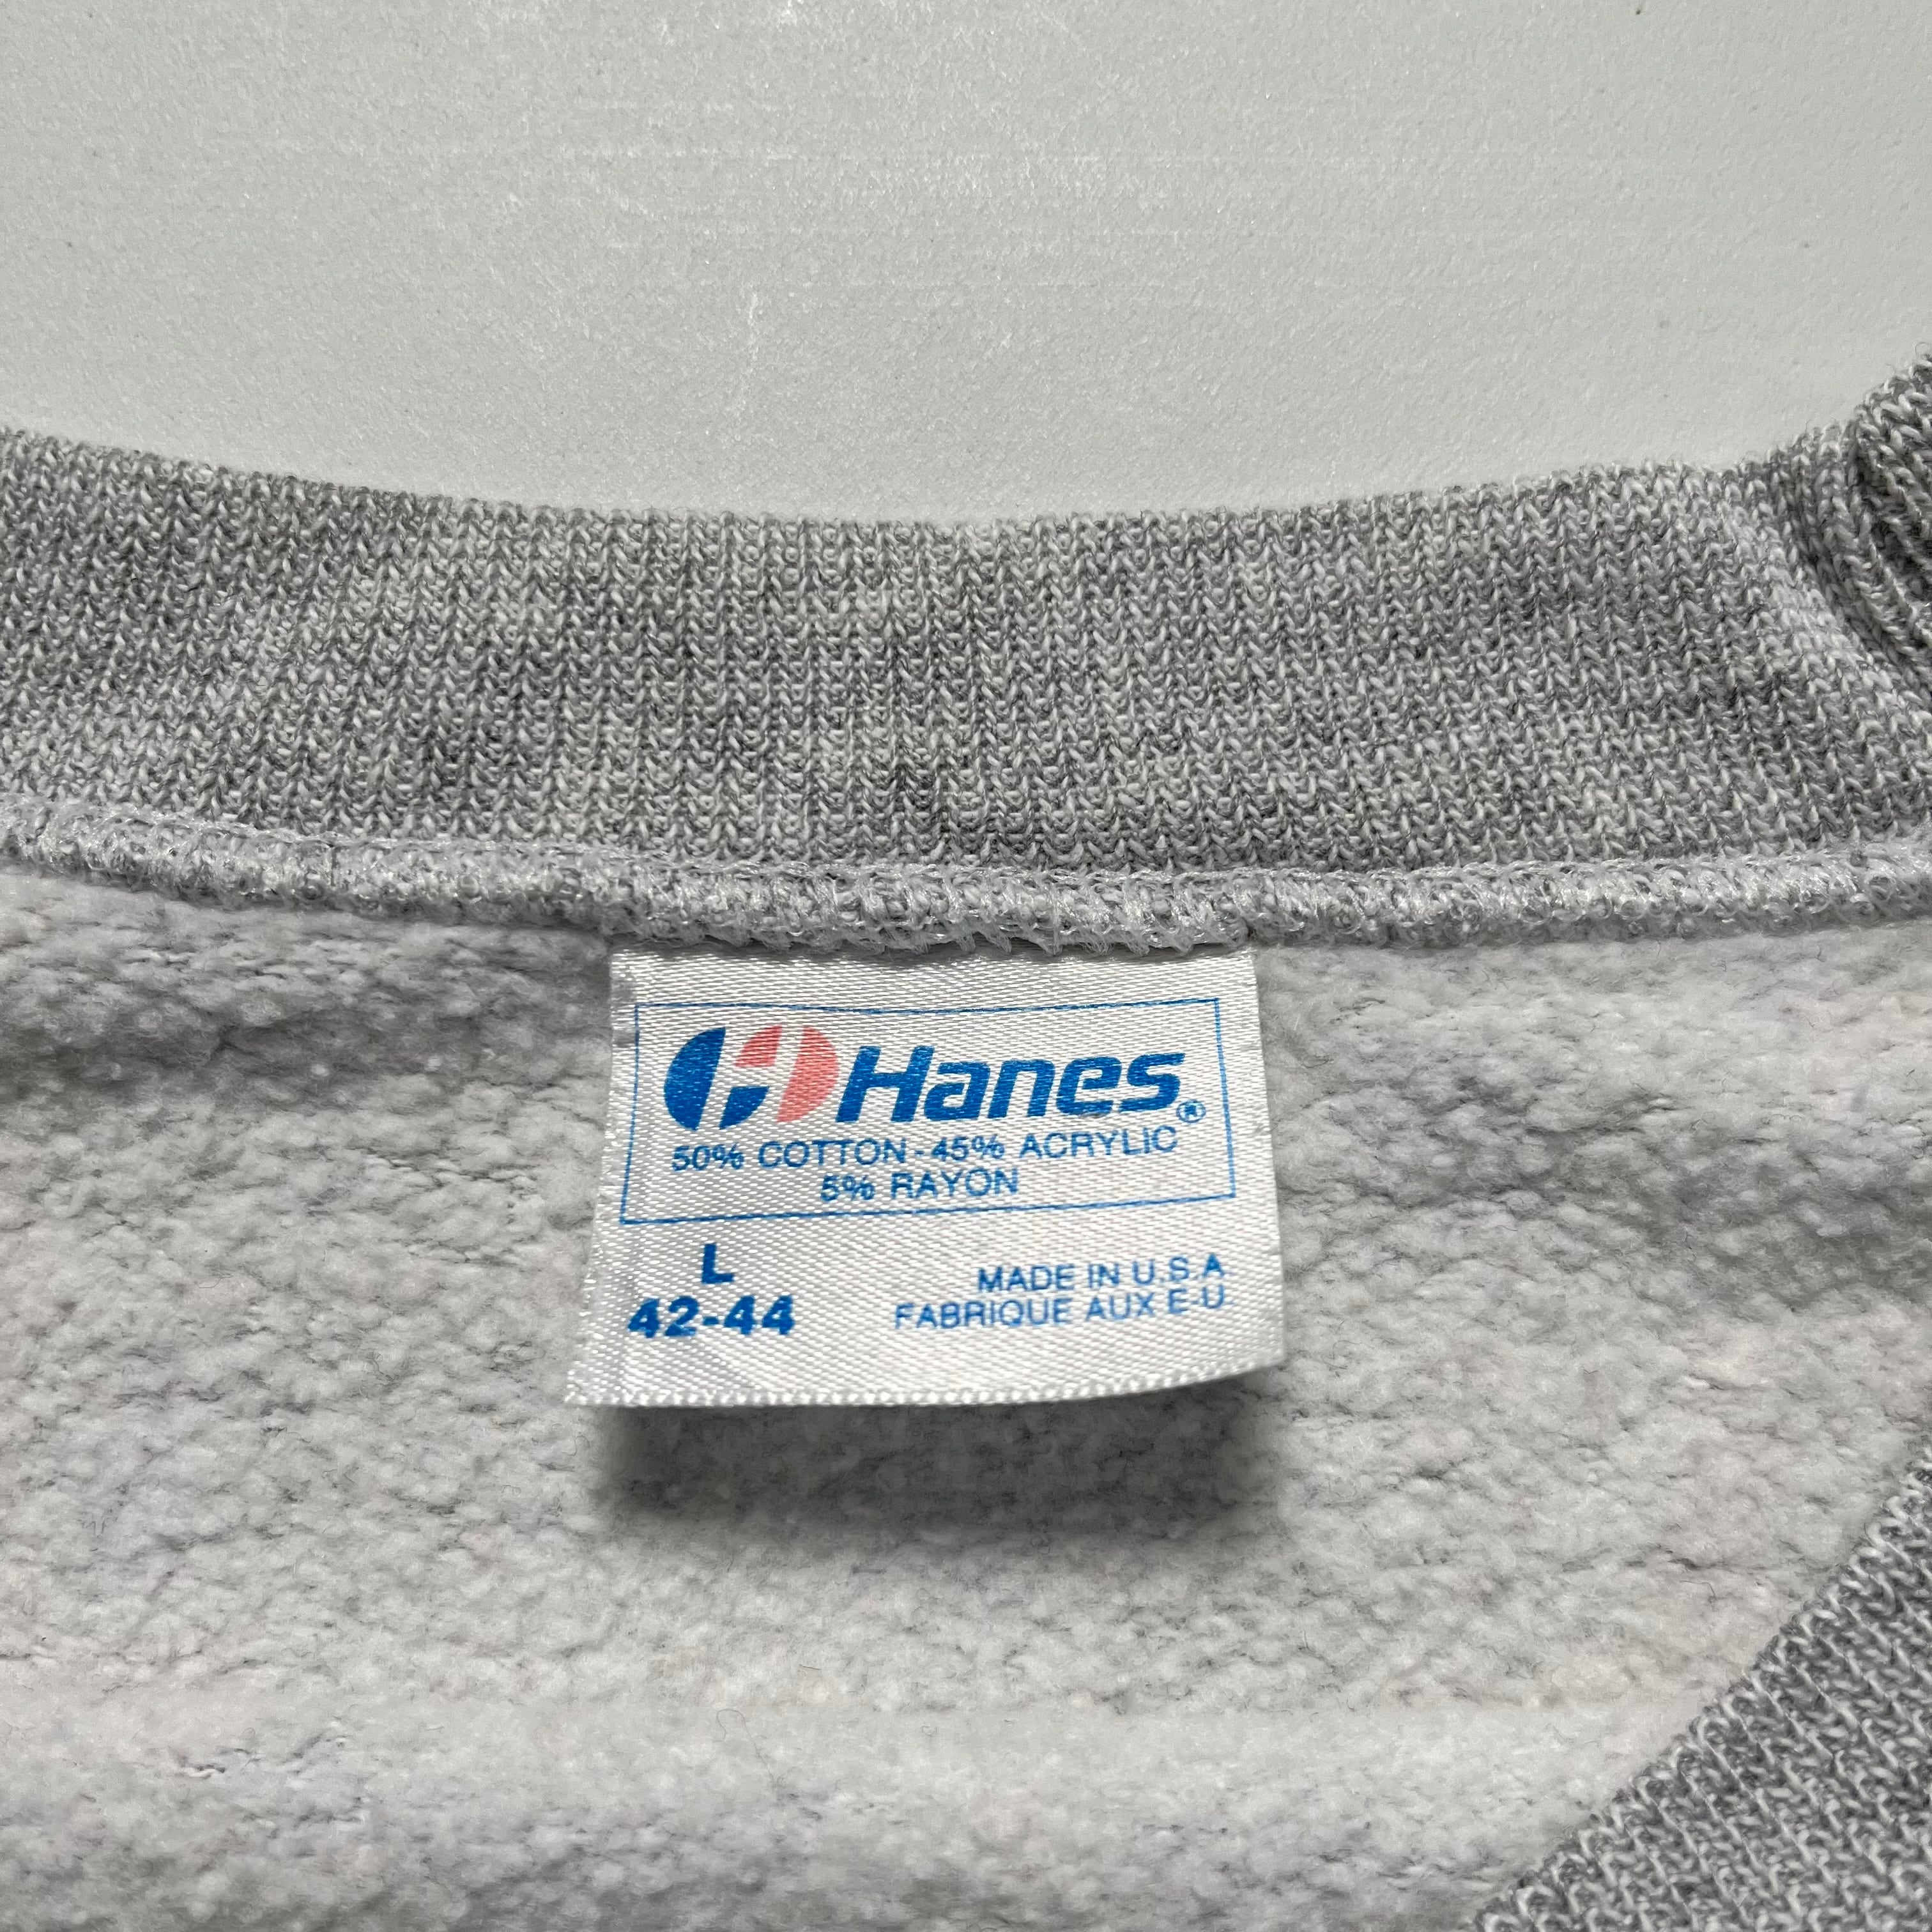 Hanes®
50% COTTON-45% ACRYLIC
5% RAYON
L
42-44
MADE IN U.S.A.
FABRIQUE AUX E-U.